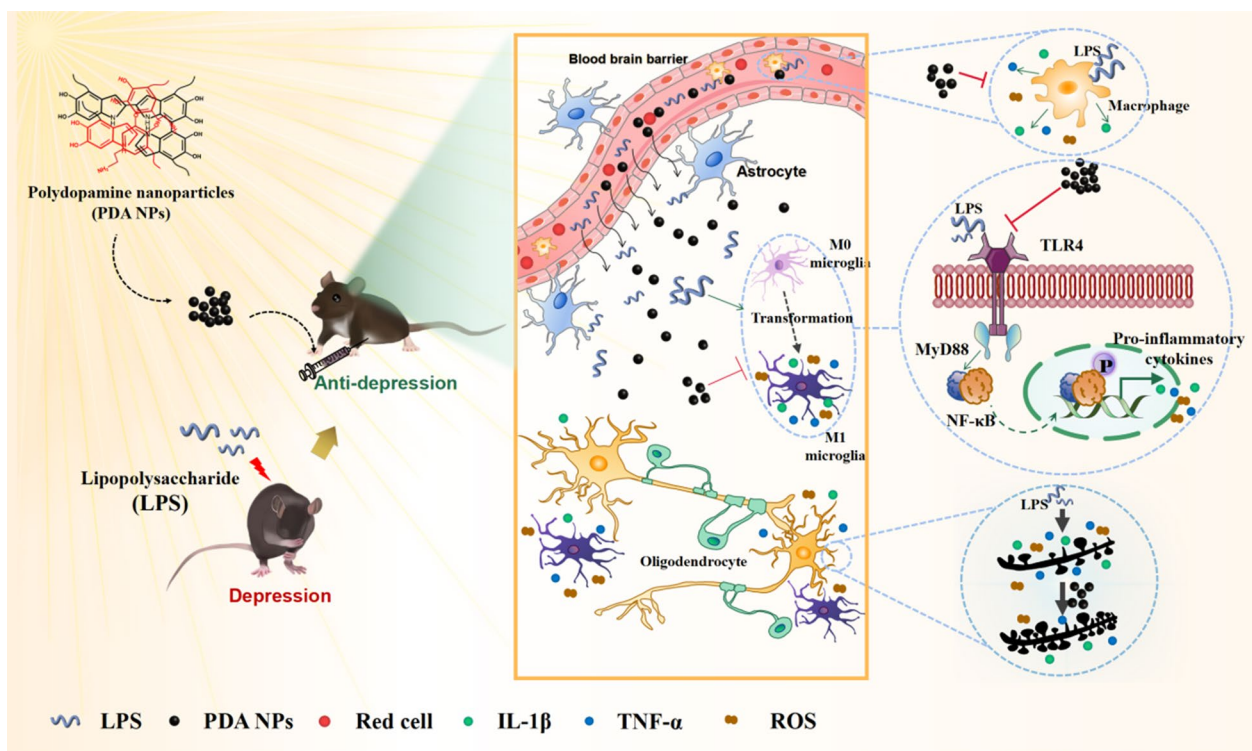 Polydopamine nanoparticles
(PDA NPs)
Anti-depression
Lipopolysaccharide
(LPS)
Depression
Blood brain barrier
Astrocyte
M0
microglia
Transformation
M1
microglia
Oligodendrocyte
LPS
Macrophage
LPS
TLR4
MyD88
Pro-inflammatory
cytokines
P
NF-κB
LPS
LPS
PDA NPs
Red cell
IL-1β
TNF-α
ROS